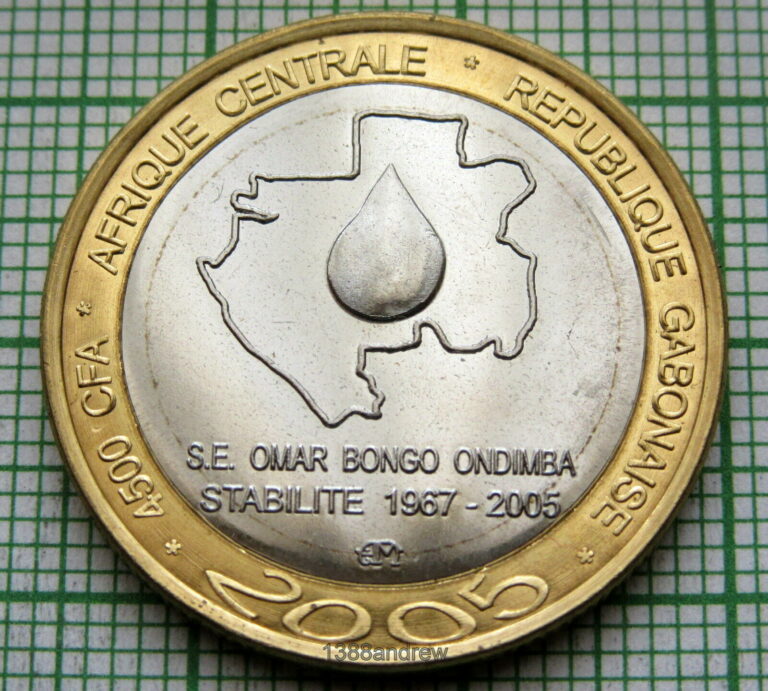 4500 CFA * AFRIQUE CENTRALE * REPUBLIQUE GABONAISE *
S.E. OMAR BONGO ONDIMBA
STABILITE 1967 - 2005
2005 *
1388andrew